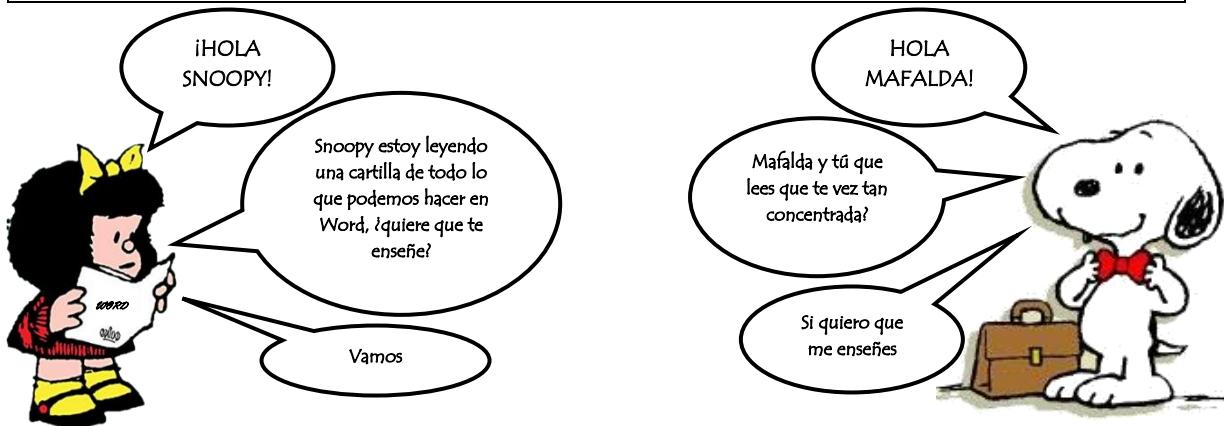 ¡HOLA
SNOOPY!
HOLA
MAFALDA!
Mafalda y tú que
lees que te vez tan
concentrada?
Snoopy estoy leyendo
una cartilla de todo lo
que podemos hacer en
Word, ¿quiere que te
enseñe?
Si quiero que
me enseñes
Vamos
WORD